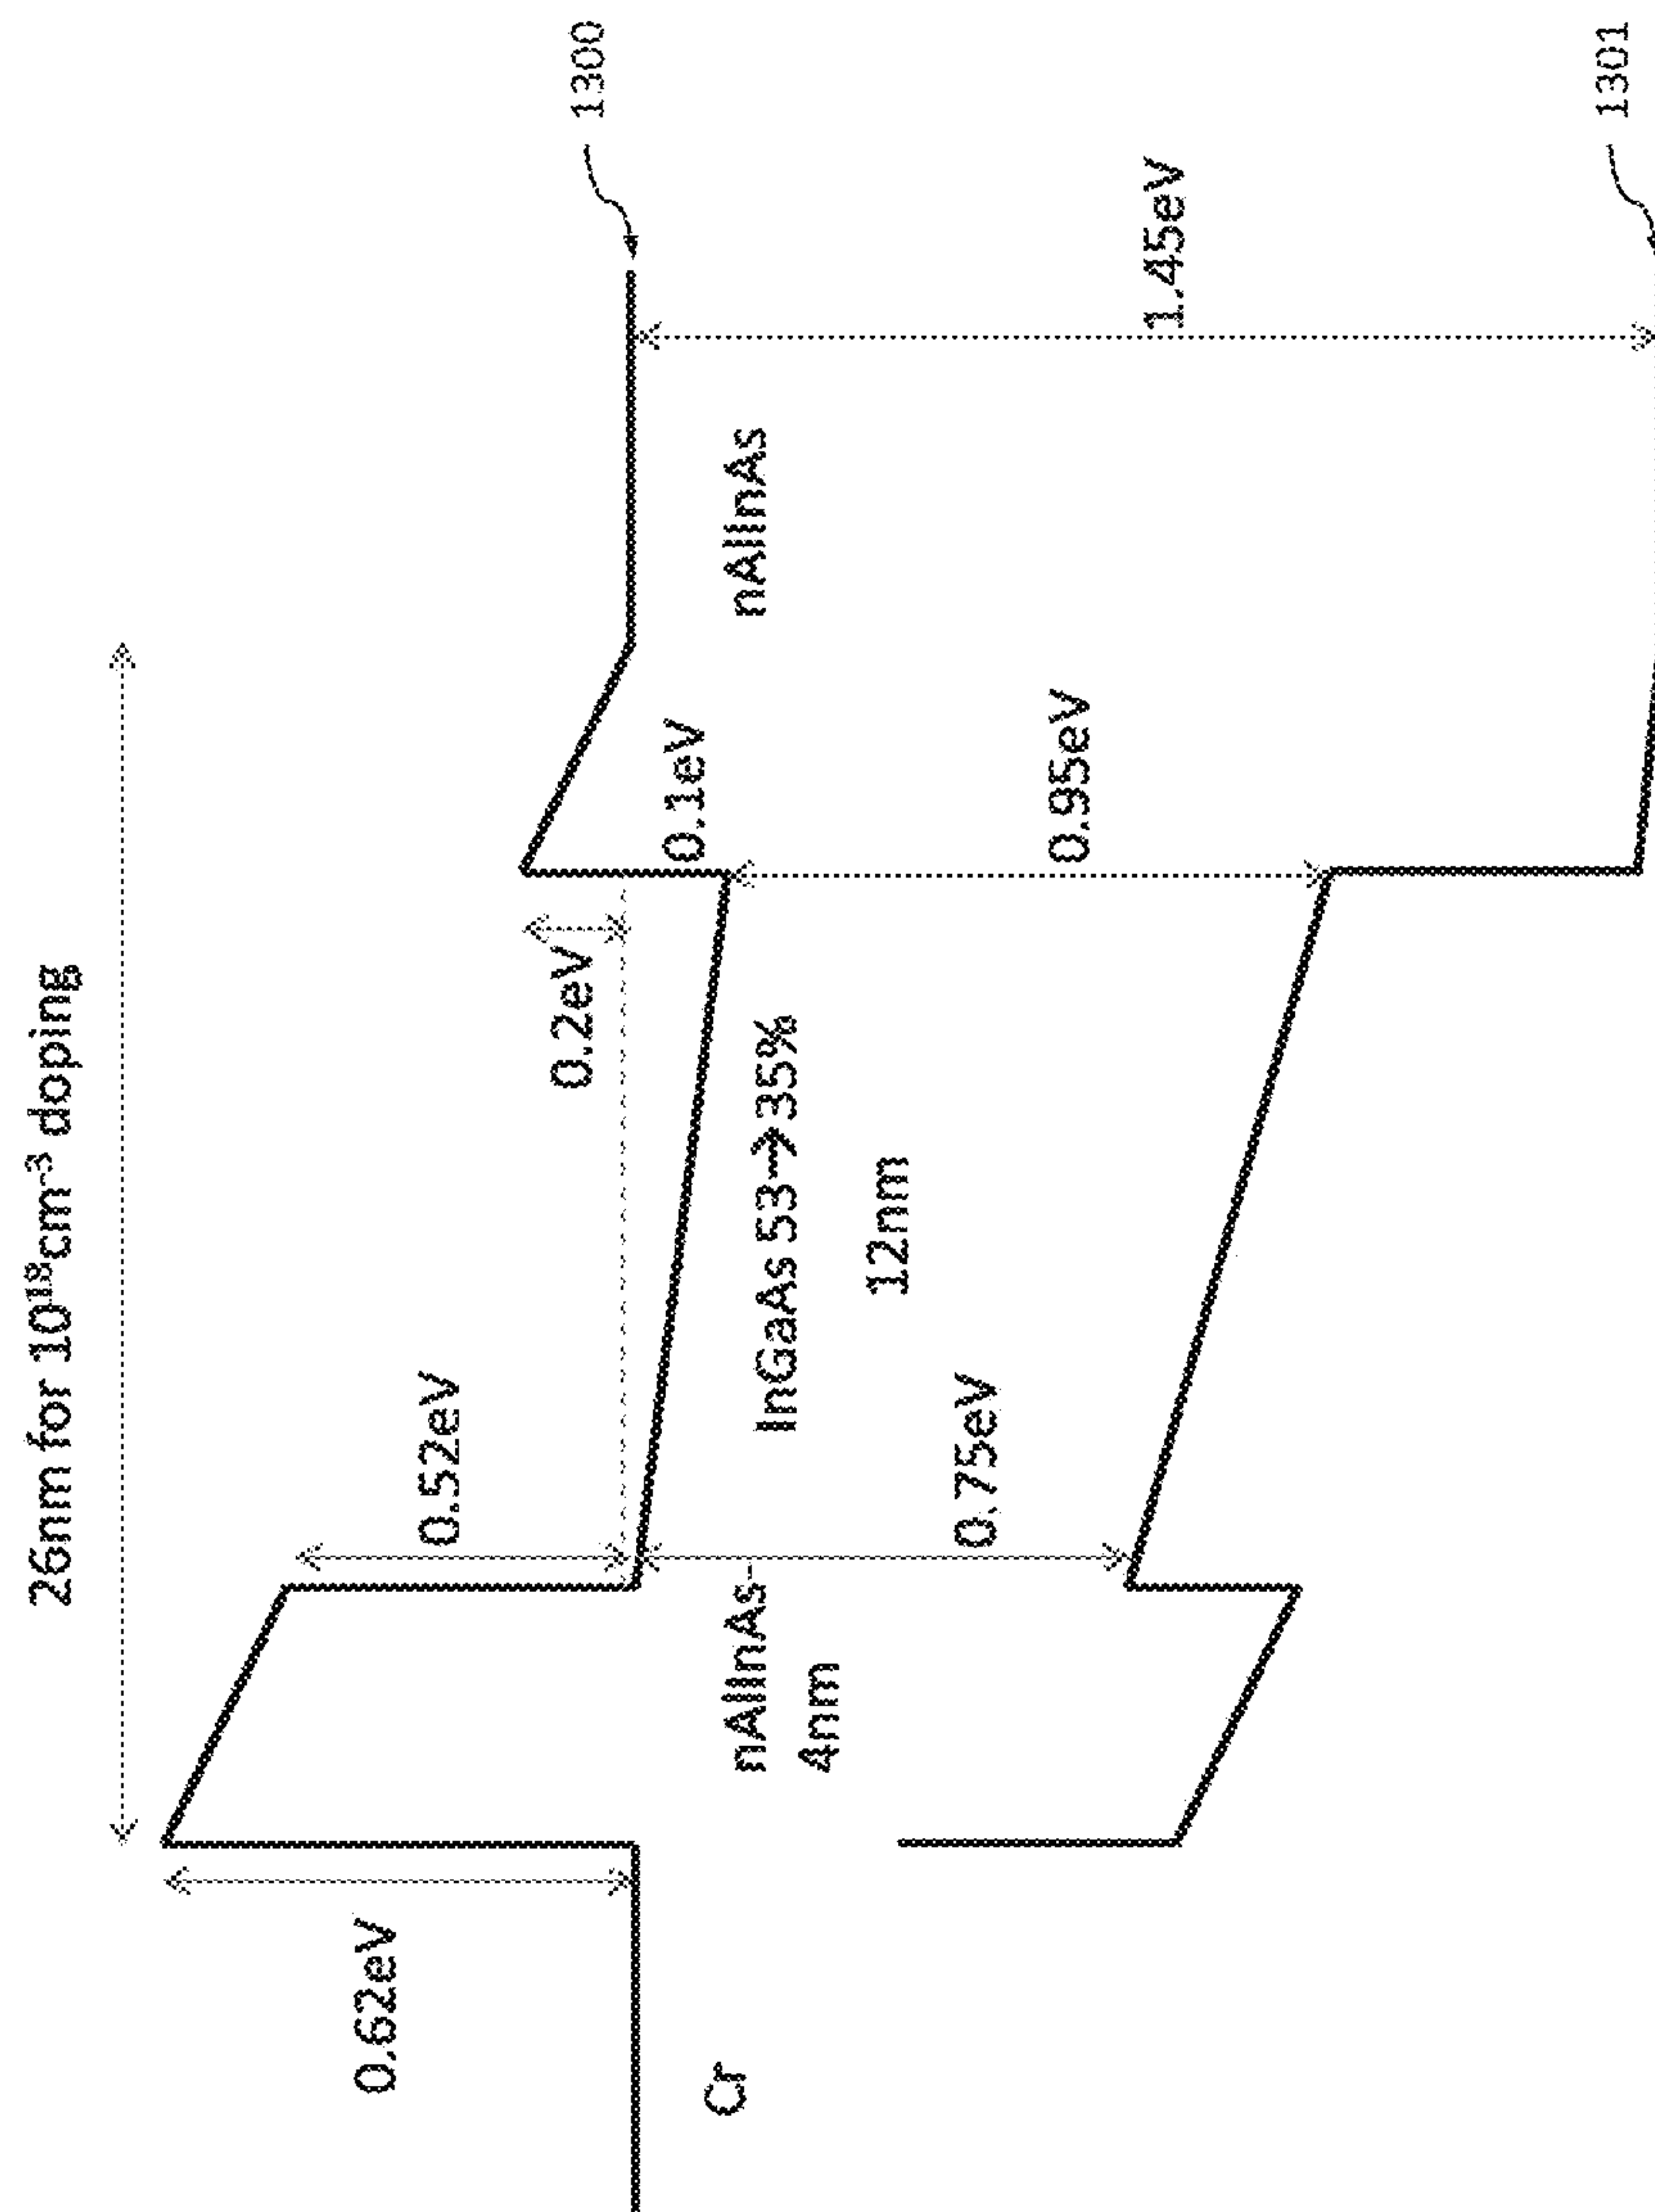 26nm for 10¹⁸cm⁻³ doping
0.62eV
0.52eV
0.2eV
1300
0.1eV
Cr
nAlInAs
nAlInAs
InGaAs 53→35%
4nm
12nm
0.75eV
0.95eV
1.45eV
1301